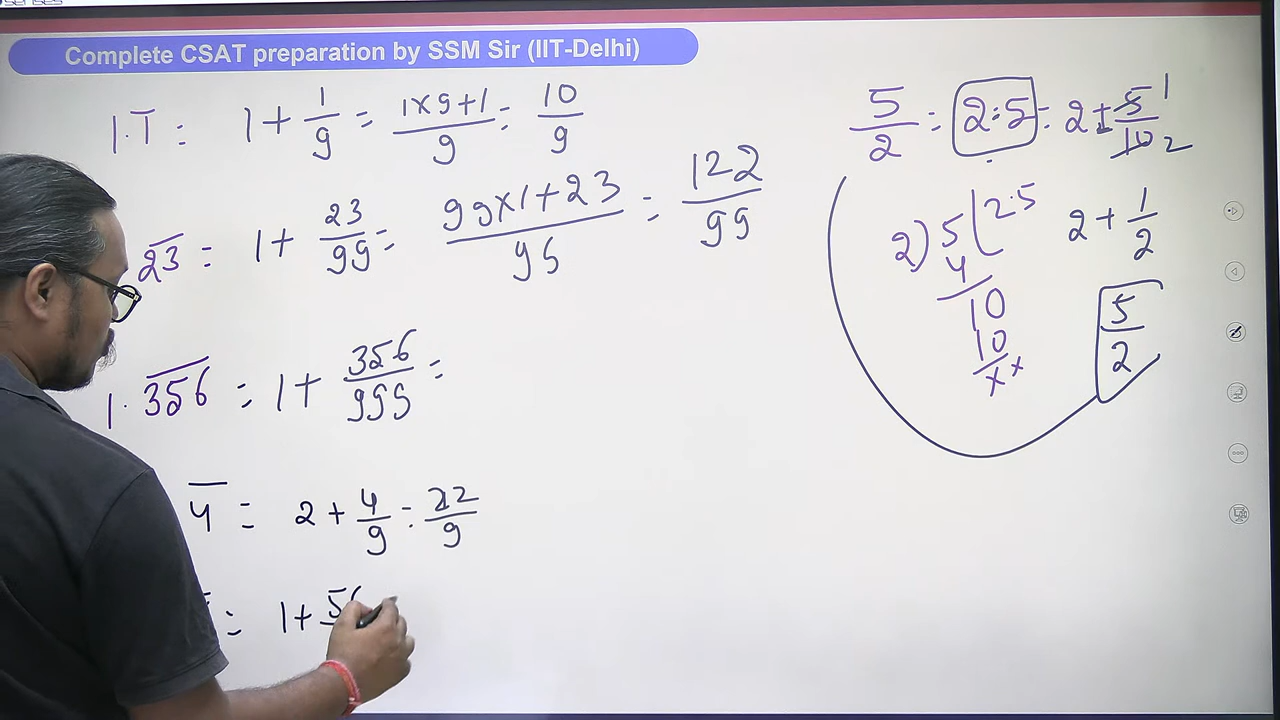 Complete CSAT preparation by SSM Sir (IIT-Delhi)
1.1̅ = 1 + 1/9 = 1×9+1/9 = 10/9
2̅3̅ = 1 + 23/99 = 99×1+23/99 = 122/99
1.3̅5̅6̅ = 1 + 356/999 =
4̅ = 2 + 4/9 = 22/9
= 1 + 56
5/2 = 2.5 = 2 + 5/10 1 2
2) 5 ( 2.5
4
10
10
x x
2 + 1/2
5/2